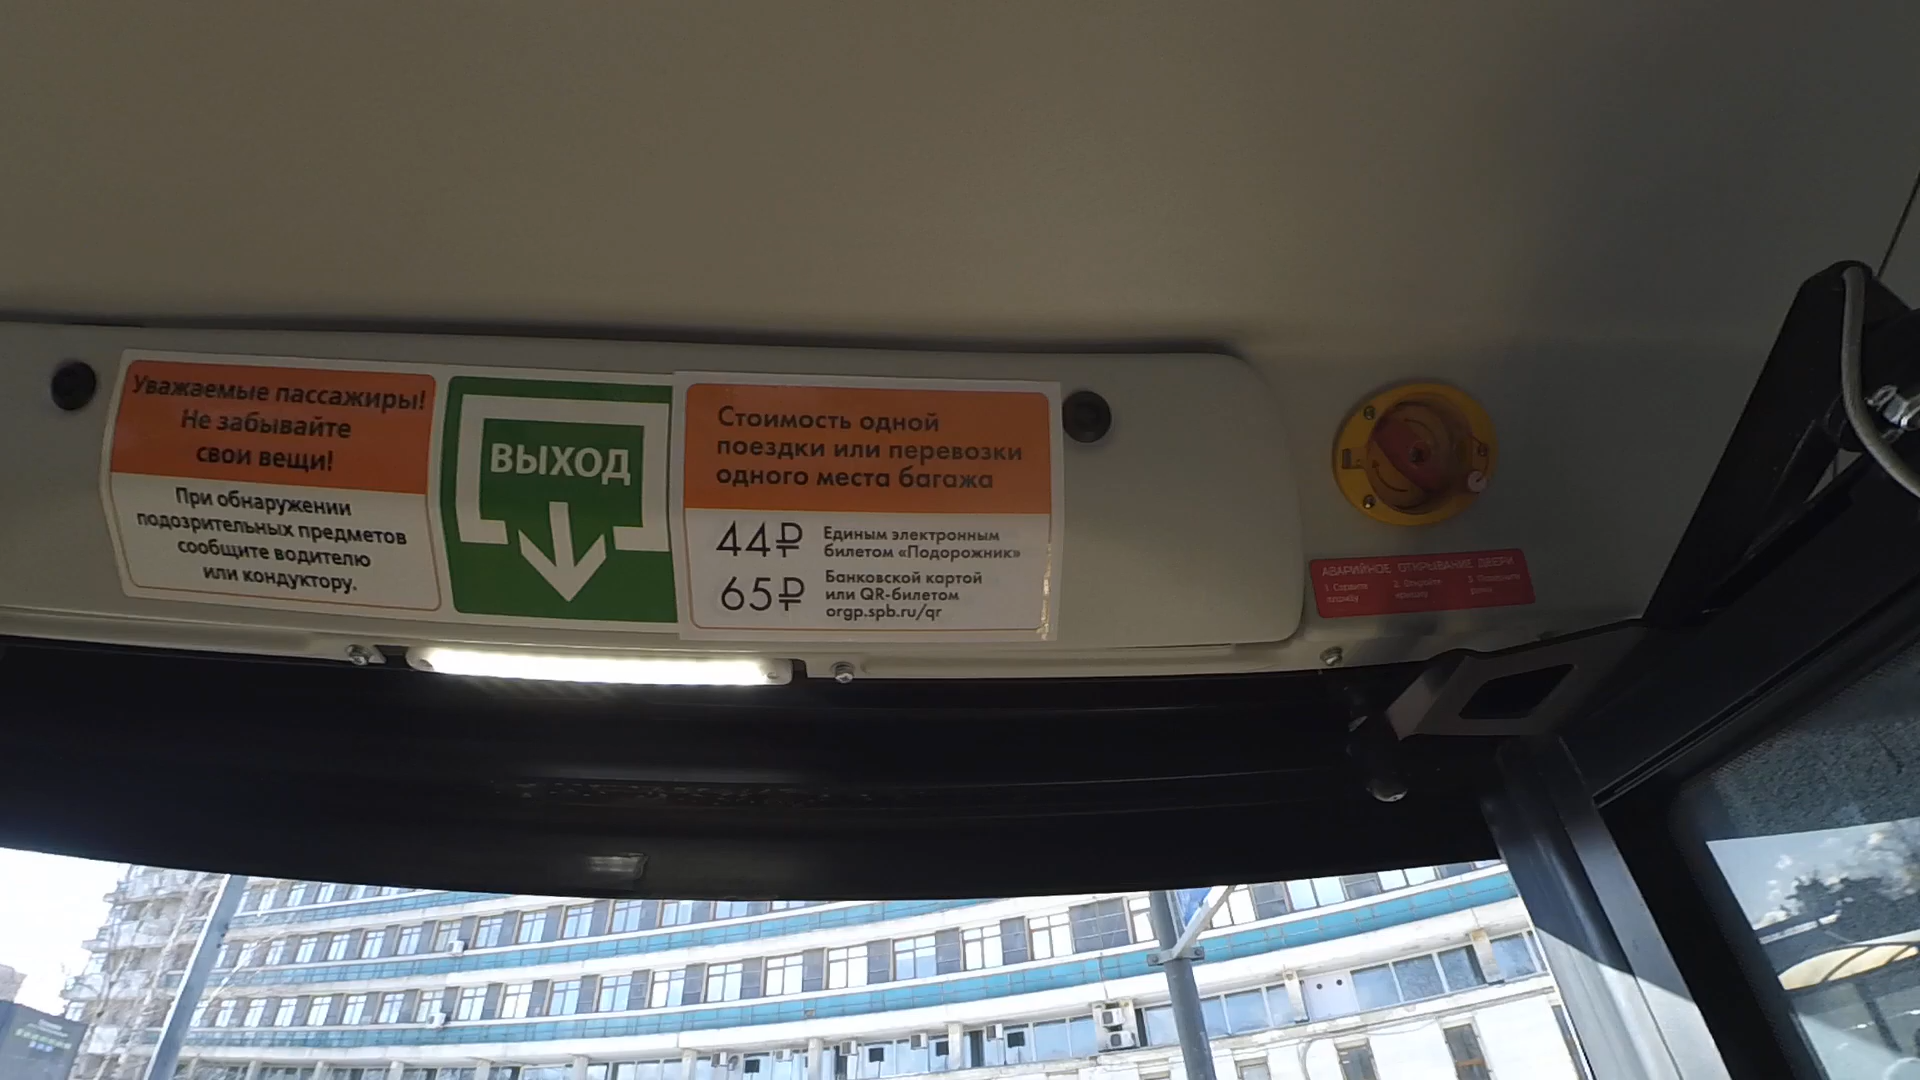 Уважаемые пассажиры!
Не забывайте
свои вещи!
При обнаружении
подозрительных предметов
сообщите водителю
или кондуктору.
ВЫХОД
Стоимость одной
поездки или перевозки
одного места багажа
44₽
Единым электронным
билетом «Подорожник»
65₽
Банковской картой
или QR-билетом
orgp.spb.ru/qr
АВАРИЙНОЕ ОТКРЫВАНИЕ ДВЕРИ